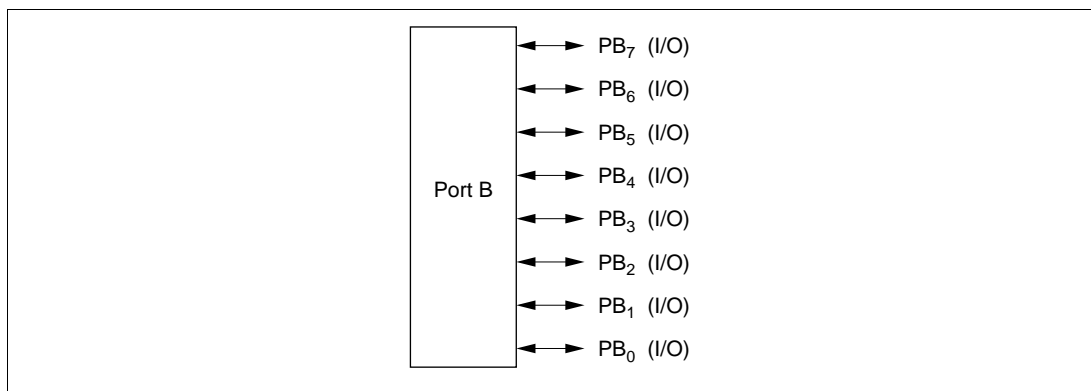 PB₇ (I/O)
PB₆ (I/O)
PB₅ (I/O)
PB₄ (I/O)
Port B
PB₃ (I/O)
PB₂ (I/O)
PB₁ (I/O)
PB₀ (I/O)